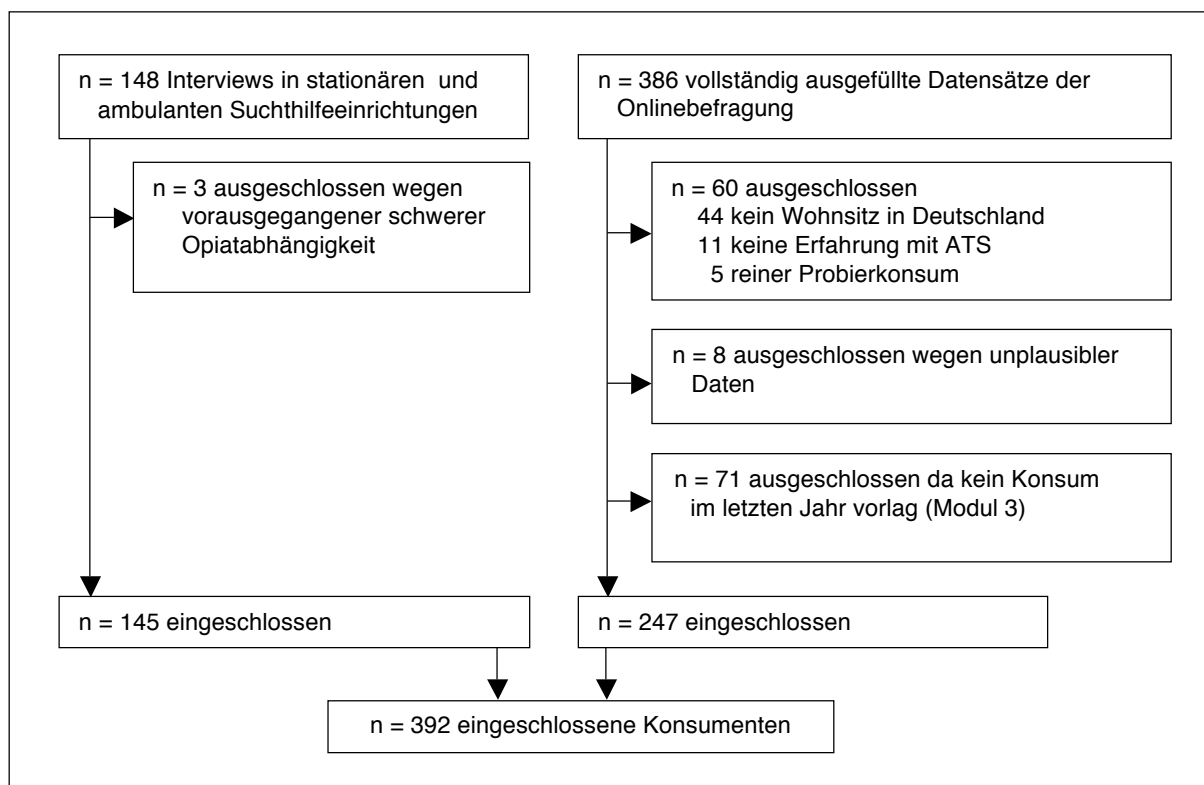 n = 148 Interviews in stationären und
ambulanten Suchthilfeeinrichtungen
n = 3 ausgeschlossen wegen
vorausgegangener schwerer
Opiatabhängigkeit
n = 386 vollständig ausgefüllte Datensätze der
Onlinebefragung
n = 60 ausgeschlossen
44 kein Wohnsitz in Deutschland
11 keine Erfahrung mit ATS
5 reiner Probierkonsum
n = 8 ausgeschlossen wegen unplausibler
Daten
n = 71 ausgeschlossen da kein Konsum
im letzten Jahr vorlag (Modul 3)
n = 145 eingeschlossen
n = 247 eingeschlossen
n = 392 eingeschlossene Konsumenten